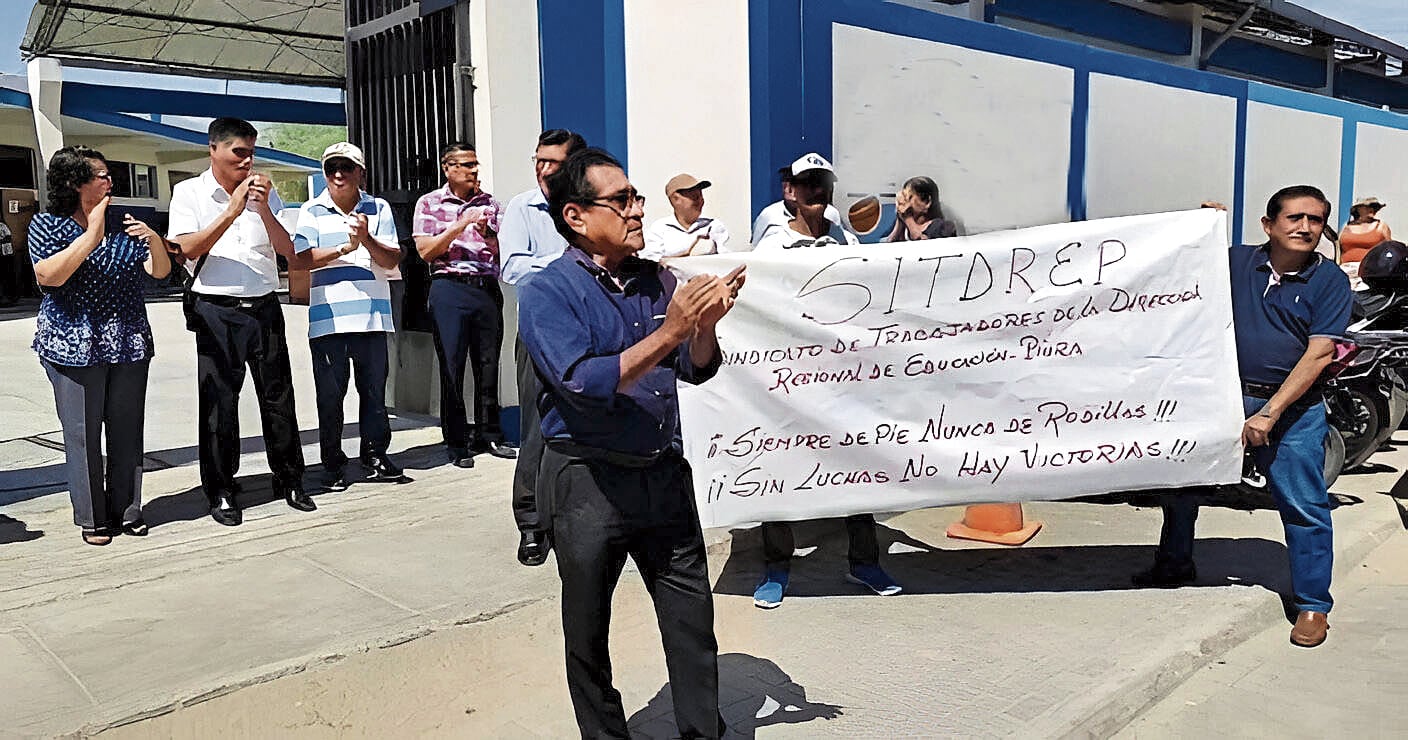 SITDREP
SINDICATO DE TRABAJADORES DE LA DIRECCION
REGIONAL DE EDUCACIÓN-PIURA
¡¡SIEMPRE DE PIE NUNCA DE RODILLAS!!!
¡¡SIN LUCHAS NO HAY VICTORIAS!!!